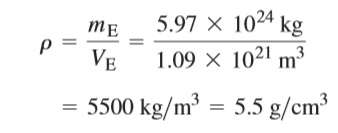 ρ = m_E / V_E = 5.97 × 10^24 kg / 1.09 × 10^21 m^3
= 5500 kg/m^3 = 5.5 g/cm^3